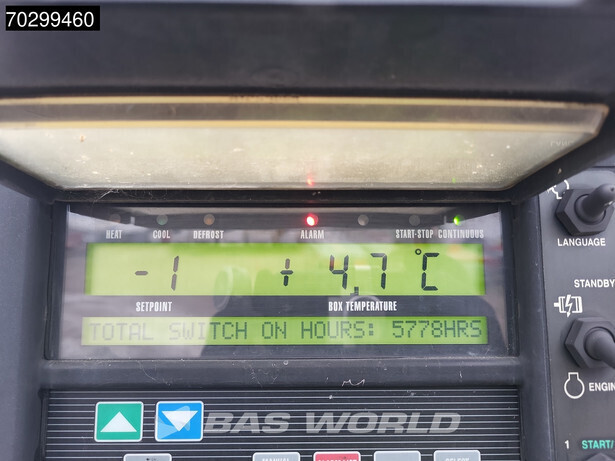 70299460
HEAT COOL DEFROST ALARM START-STOP CONTINUOUS
-1 +4,7°C
SETPOINT BOX TEMPERATURE
TOTAL SWITCH ON HOURS: 5778HRS
LANGUAGE
STANDBY
ENGIN
BAS WORLD
1 START/